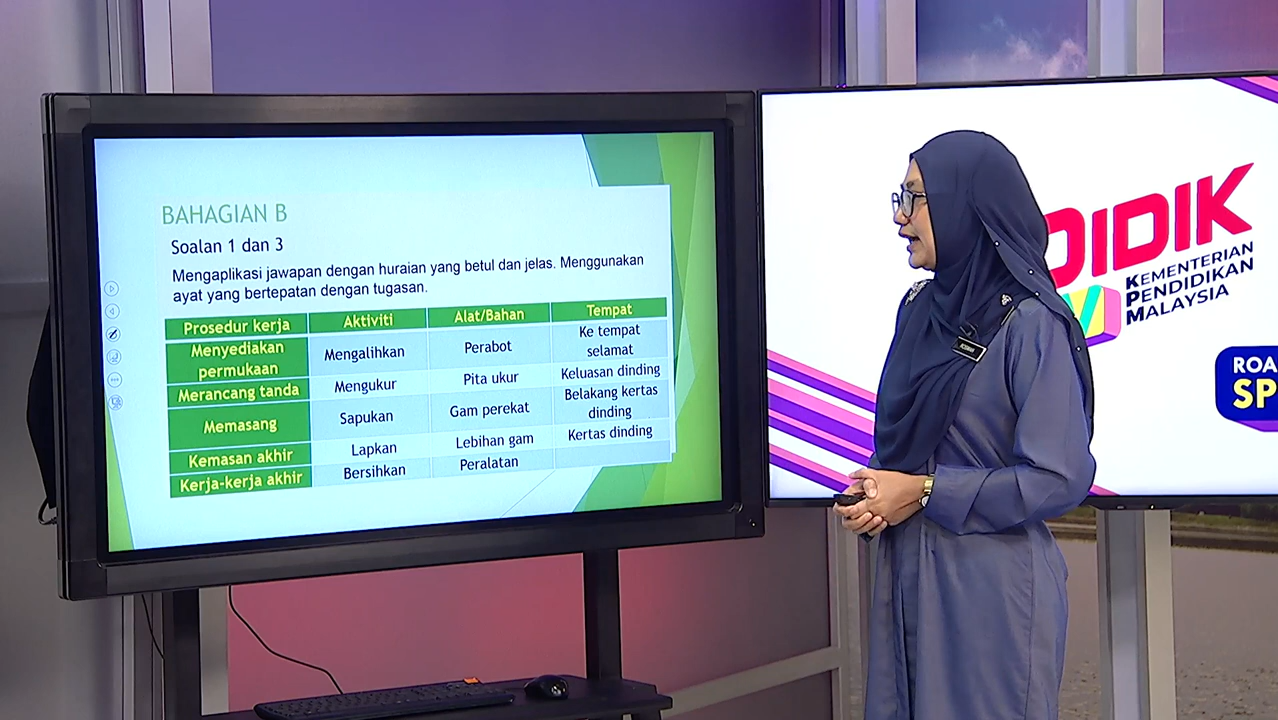 BAHAGIAN B
Soalan 1 dan 3
Mengaplikasi jawapan dengan huraian yang betul dan jelas. Menggunakan
ayat yang bertepatan dengan tugasan.
Prosedur kerja Aktiviti Alat/Bahan Tempat
Menyediakan permukaan Mengalihkan Perabot Ke tempat selamat
Merancang tanda Mengukur Pita ukur Keluasan dinding
Memasang Sapukan Gam perekat Belakang kertas dinding
Kemasan akhir Lapkan Lebihan gam Kertas dinding
Kerja-kerja akhir Bersihkan Peralatan
DIDIK
KEMENTERIAN
PENDIDIKAN
MALAYSIA
ROA
SP